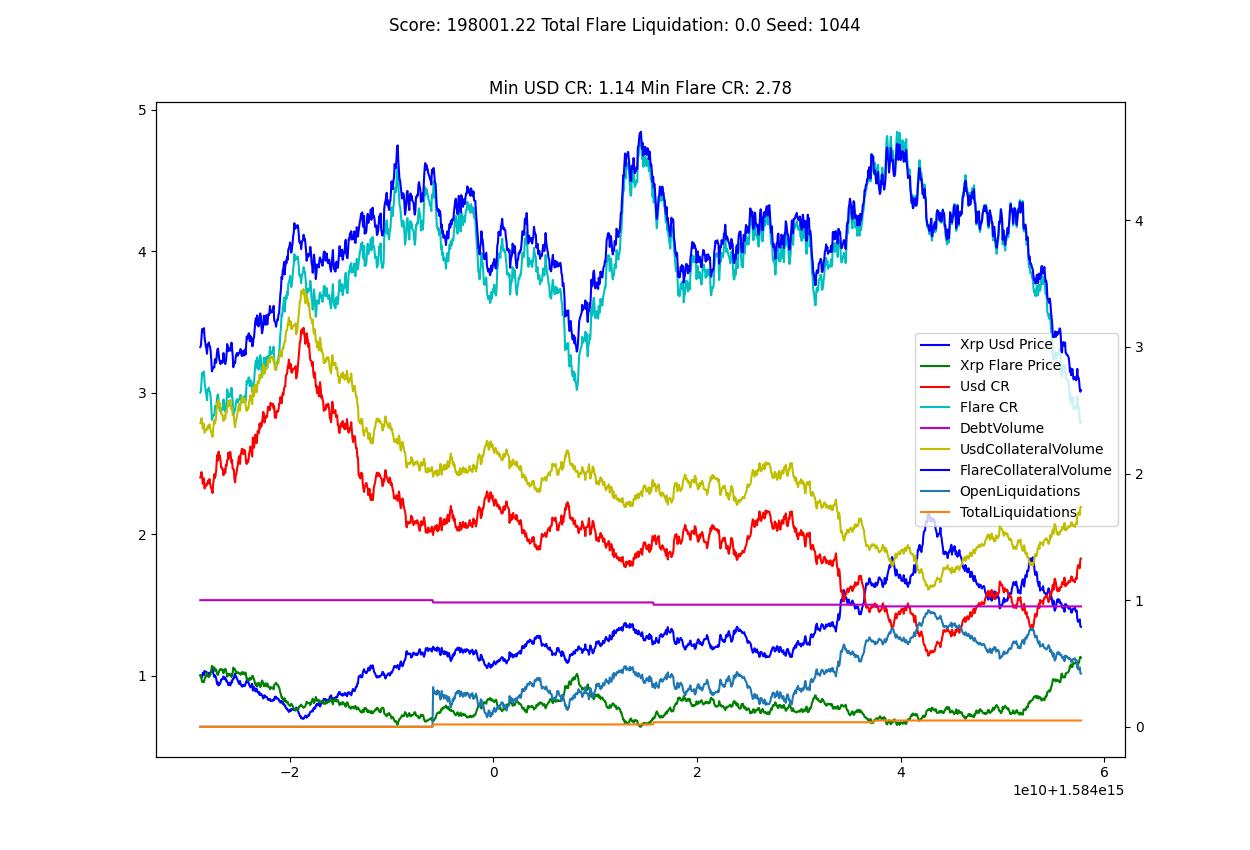 Score: 198001.22 Total Flare Liquidation: 0.0 Seed: 1044
Min USD CR: 1.14 Min Flare CR: 2.78
5
4
3
2
1
4
3
2
1
0
Xrp Usd Price
Xrp Flare Price
Usd CR
Flare CR
DebtVolume
UsdCollateralVolume
FlareCollateralVolume
OpenLiquidations
TotalLiquidations
−2 0 2 4 6
1e10+1.584e15